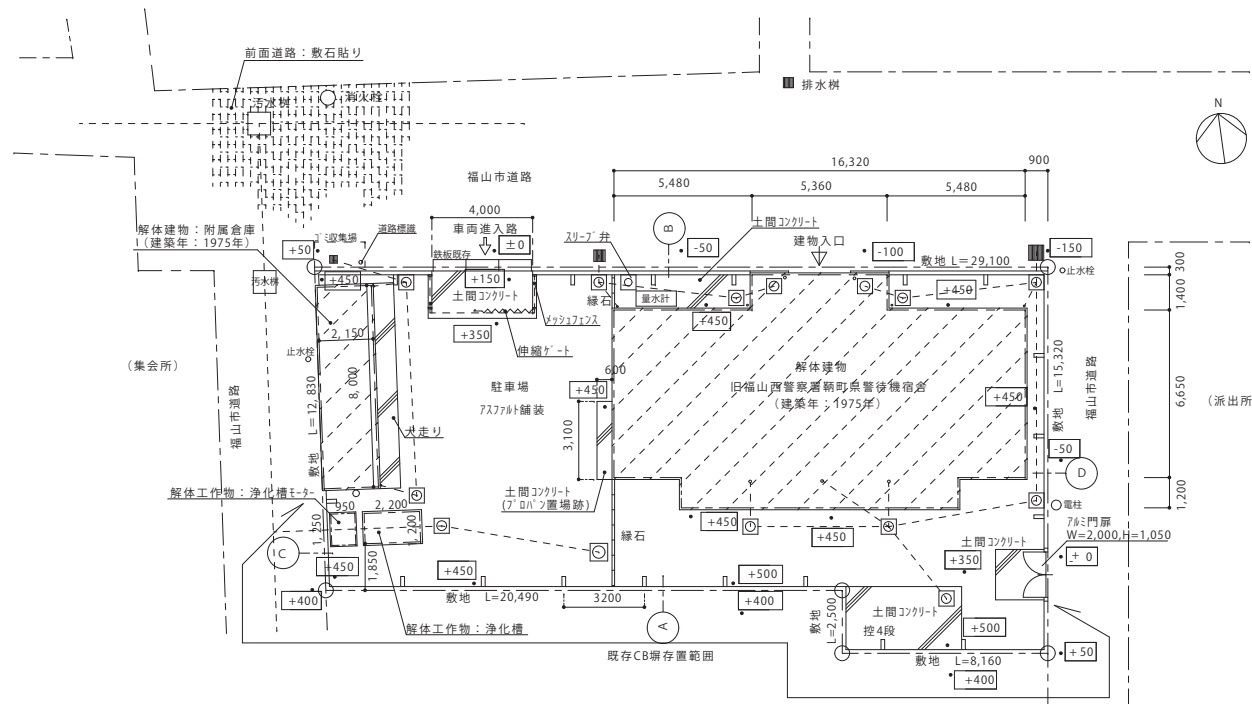 前面道路：敷石貼り
汚水桝
消火栓
排水桝
N
16,320
900
5,480
5,360
5,480
福山市道路
4,000
車両進入路
解体建物：附属倉庫
(建築年：1975年)
ゴミ収集場
道路標識
+50
鉄板既存
±0
スリーブ弁
B
-50
土間コンクリート
建物入口
-100
-150
敷地 L=29,100
止水栓
300
汚水桝
+450
+150
土間コンクリート
縁石
量水計
+450
+450
1,400
メッシュフェンス
+350
伸縮ゲート
2,150
止水栓
(集会所)
福山市道路
敷地 L=12,830
8,000
犬走り
駐車場
アスファルト舗装
600
+450
3,100
解体建物
旧福山西警察署鞆町県警待機宿舎
(建築年：1975年)
+450
敷地 L=15,320
福山市道路
6,650
(派出所
-50
D
解体工作物：浄化槽モーター
950
2,200
1,250
1,200
土間コンクリート
(プロパン置場跡)
+450
+450
電柱
1,200
アルミ門扉
W=2,000,H=1,050
土間コンクリート
±0
C
縁石
+450
1,850
+450
+500
+350
+400
敷地 L=20,490
3200
+400
敷地 L=2,500
土間コンクリート
控4段
+500
解体工作物：浄化槽
A
既存CB塀存置範囲
敷地 L=8,160
+50
+400